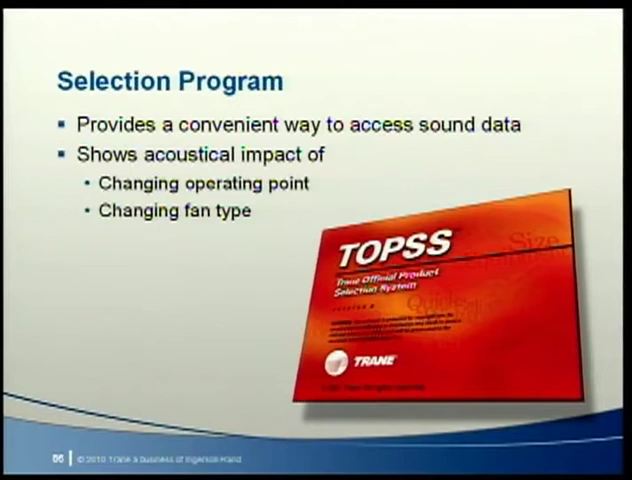 Selection Program
Provides a convenient way to access sound data
Shows acoustical impact of
Changing operating point
Changing fan type
TOPSS
Size
Trane Official Product
Selection System
Quick
TRANE
© 2010 Trane a business of Ingersoll Rand